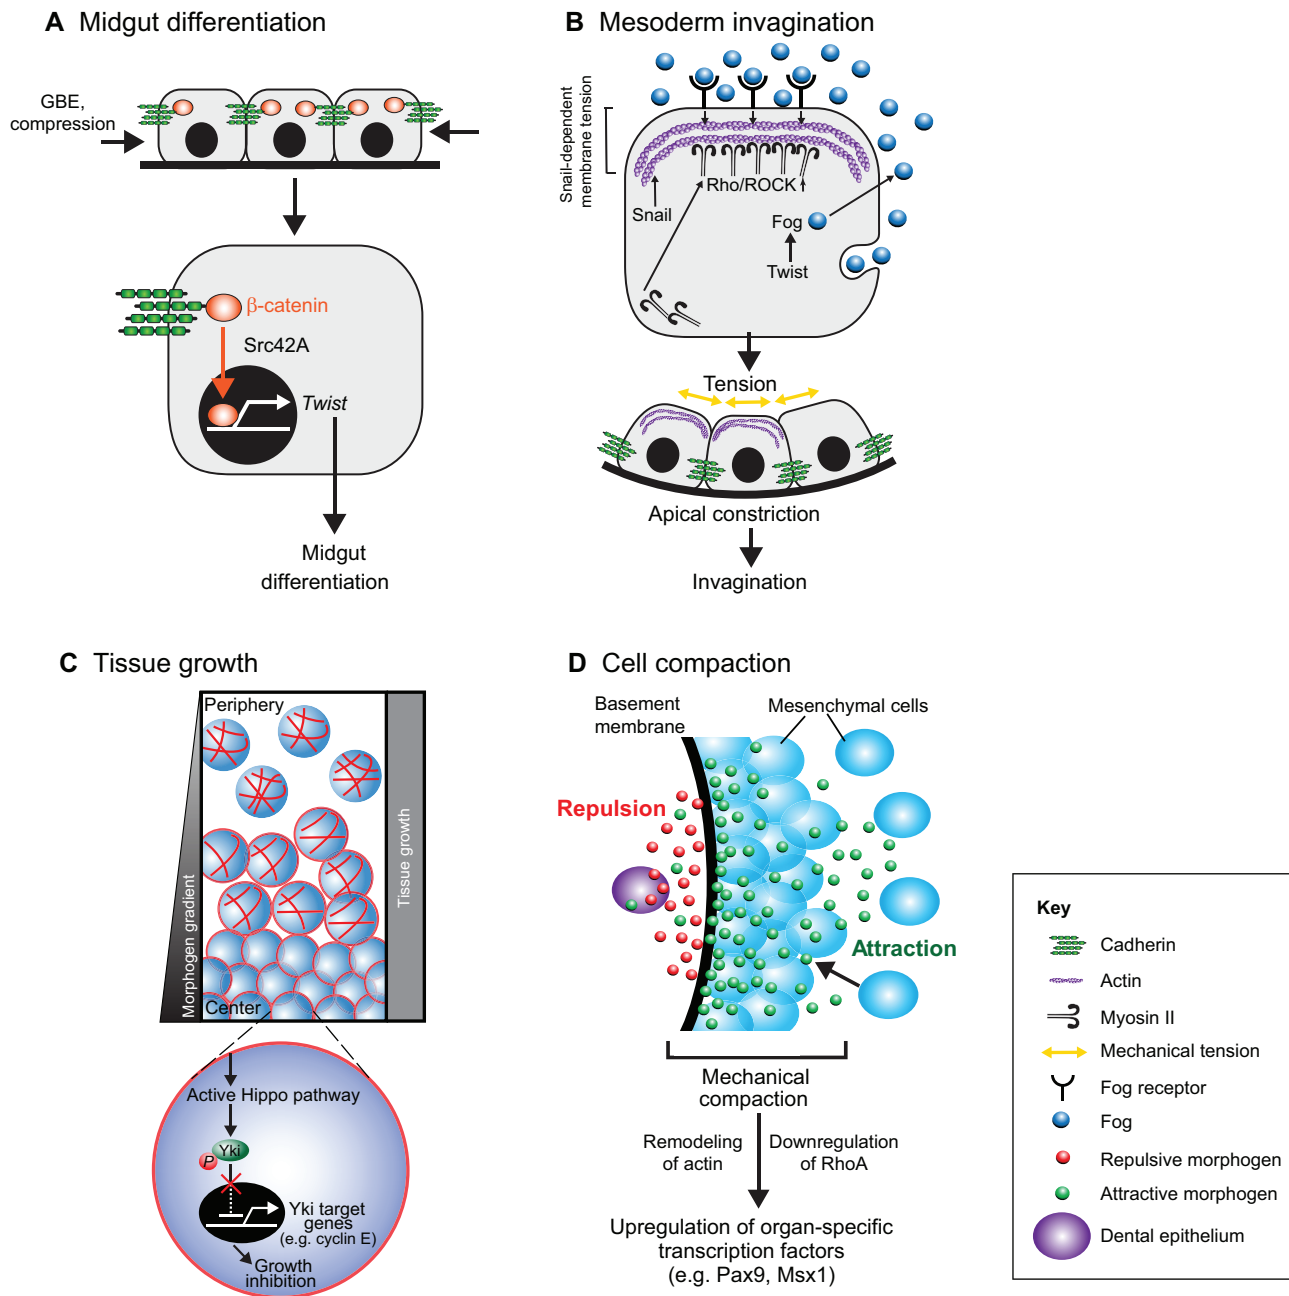 A Midgut differentiation
GBE,
compression
β-catenin
Src42A
Twist
Midgut
differentiation
B Mesoderm invagination
Snail-dependent
membrane tension
Rho/ROCK
Snail
Fog
Twist
Tension
Apical constriction
Invagination
C Tissue growth
Periphery
Morphogen gradient
Tissue growth
Center
Active Hippo pathway
Yki
P
Yki target
genes
(e.g. cyclin E)
Growth
inhibition
D Cell compaction
Basement
membrane
Mesenchymal cells
Repulsion
Attraction
Mechanical
compaction
Remodeling
of actin
Downregulation
of RhoA
Upregulation of organ-specific
transcription factors
(e.g. Pax9, Msx1)
Key
Cadherin
Actin
Myosin II
Mechanical tension
Fog receptor
Fog
Repulsive morphogen
Attractive morphogen
Dental epithelium